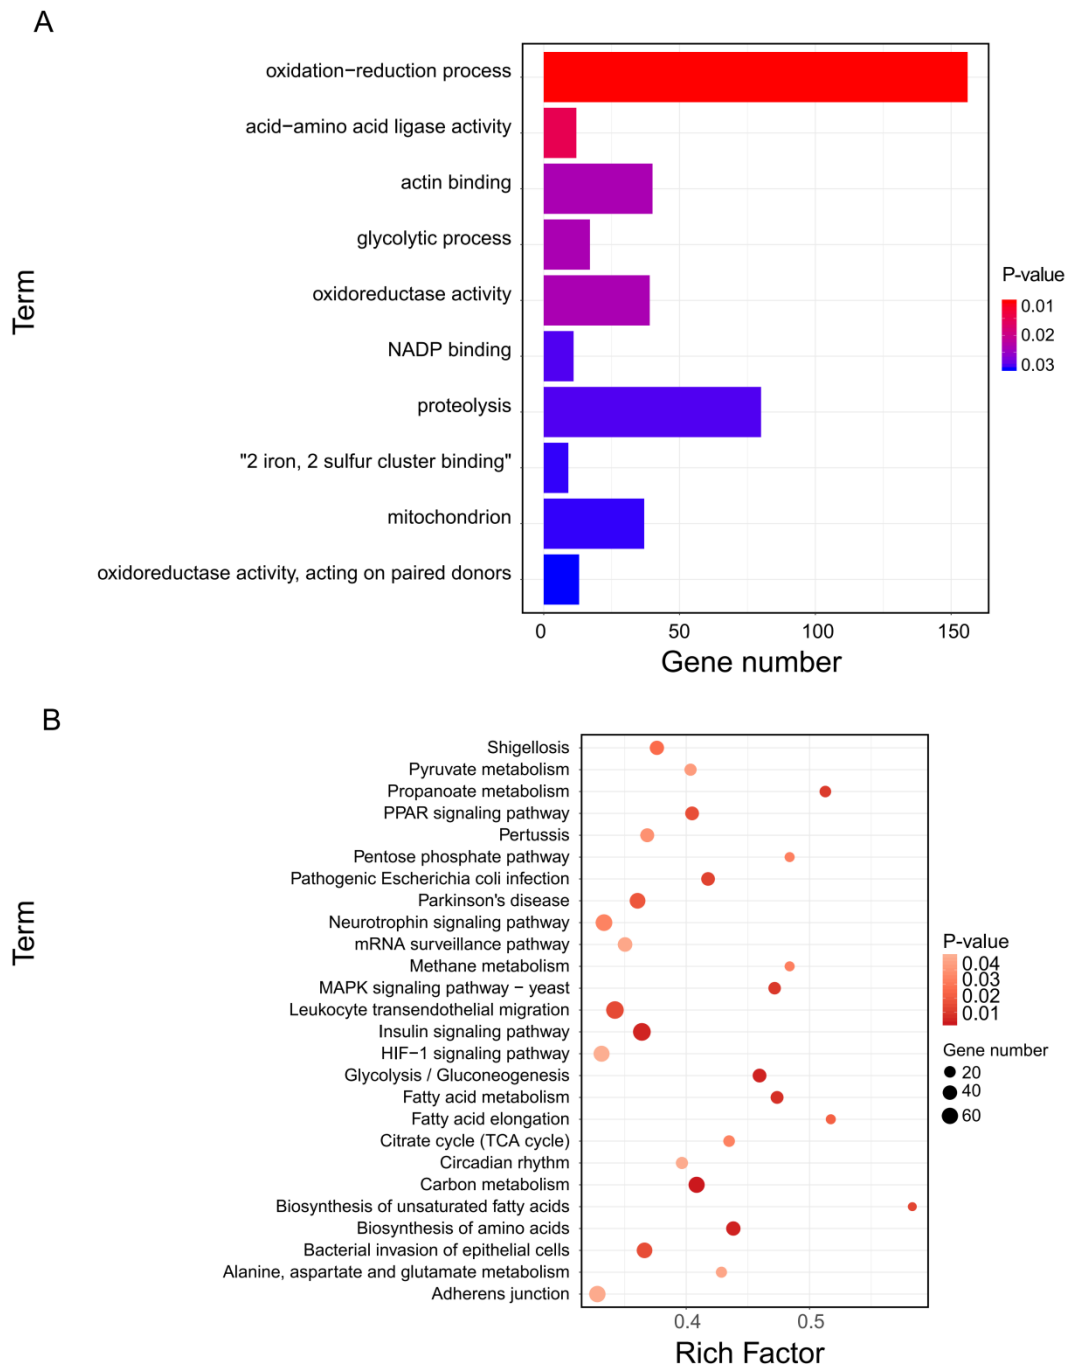 A
oxidation−reduction process
acid−amino acid ligase activity
actin binding
glycolytic process
oxidoreductase activity
NADP binding
proteolysis
"2 iron, 2 sulfur cluster binding"
mitochondrion
oxidoreductase activity, acting on paired donors
Term
0 50 100 150
Gene number
P-value
0.01
0.02
0.03
B
Shigellosis
Pyruvate metabolism
Propanoate metabolism
PPAR signaling pathway
Pertussis
Pentose phosphate pathway
Pathogenic Escherichia coli infection
Parkinson's disease
Neurotrophin signaling pathway
mRNA surveillance pathway
Methane metabolism
MAPK signaling pathway − yeast
Leukocyte transendothelial migration
Insulin signaling pathway
HIF−1 signaling pathway
Glycolysis / Gluconeogenesis
Fatty acid metabolism
Fatty acid elongation
Citrate cycle (TCA cycle)
Circadian rhythm
Carbon metabolism
Biosynthesis of unsaturated fatty acids
Biosynthesis of amino acids
Bacterial invasion of epithelial cells
Alanine, aspartate and glutamate metabolism
Adherens junction
Term
0.4 0.5
Rich Factor
P-value
0.04
0.03
0.02
0.01
Gene number
20
40
60